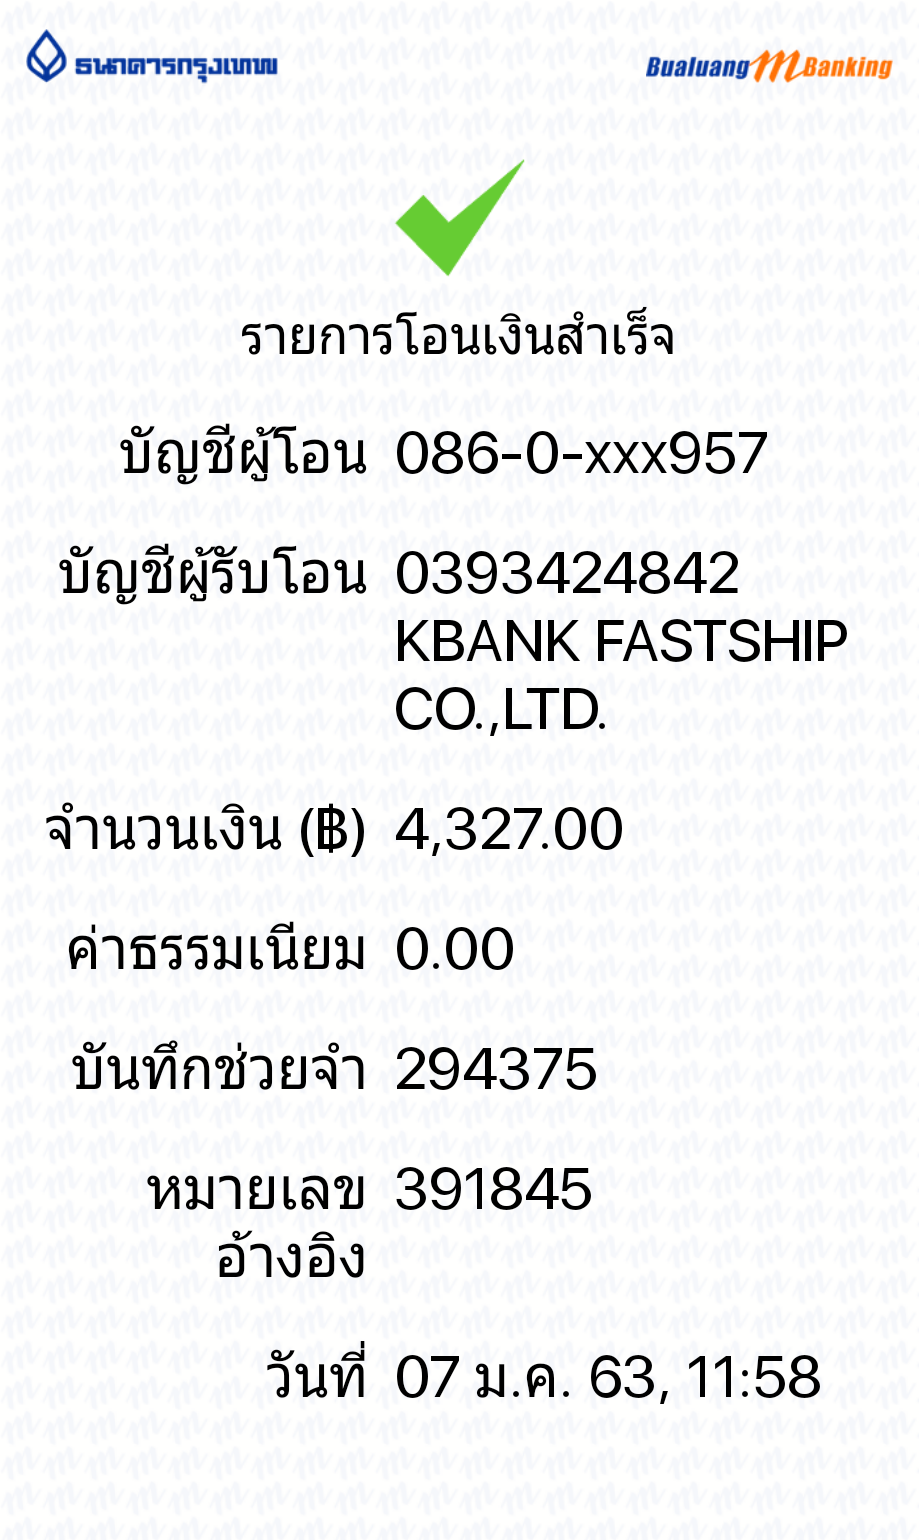 ธนาคารกรุงเทพ Bualuang mBanking
รายการโอนเงินสำเร็จ
บัญชีผู้โอน 086-0-xxx957
บัญชีผู้รับโอน 0393424842
KBANK FASTSHIP
CO.,LTD.
จำนวนเงิน (฿) 4,327.00
ค่าธรรมเนียม 0.00
บันทึกช่วยจำ 294375
หมายเลข 391845
อ้างอิง
วันที่ 07 ม.ค. 63, 11:58